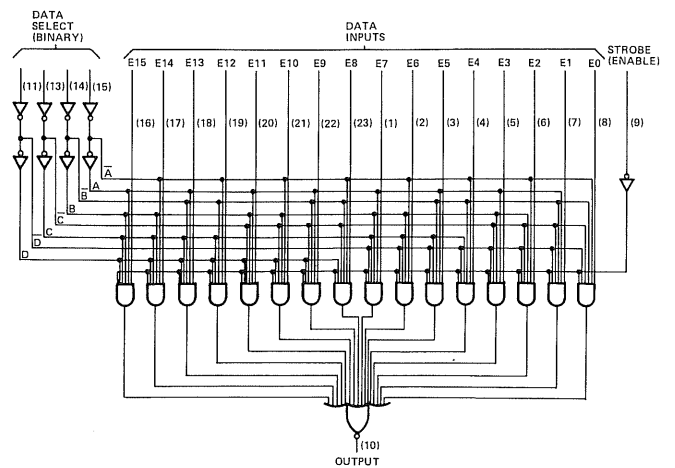 DATA
SELECT
(BINARY)
DATA
INPUTS
STROBE
(ENABLE)
E15 E14 E13 E12 E11 E10 E9 E8 E7 E6 E5 E4 E3 E2 E1 E0
(11) (13) (14) (15)
(16) (17) (18) (19) (20) (21) (22) (23) (1) (2) (3) (4) (5) (6) (7) (8) (9)
A̅
A
B̅
B
C̅
C
D̅
D
(10)
OUTPUT